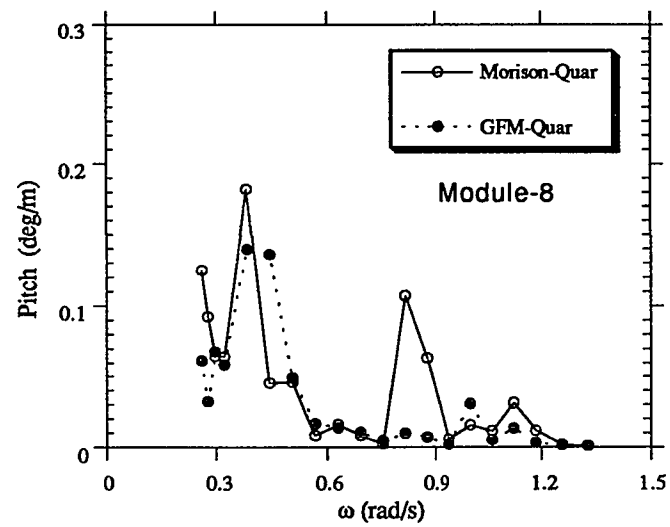 0.3
Morison-Quar
GFM-Quar
0.2
Module-8
Pitch (deg/m)
0.1
0
0 0.3 0.6 0.9 1.2 1.5
ω (rad/s)